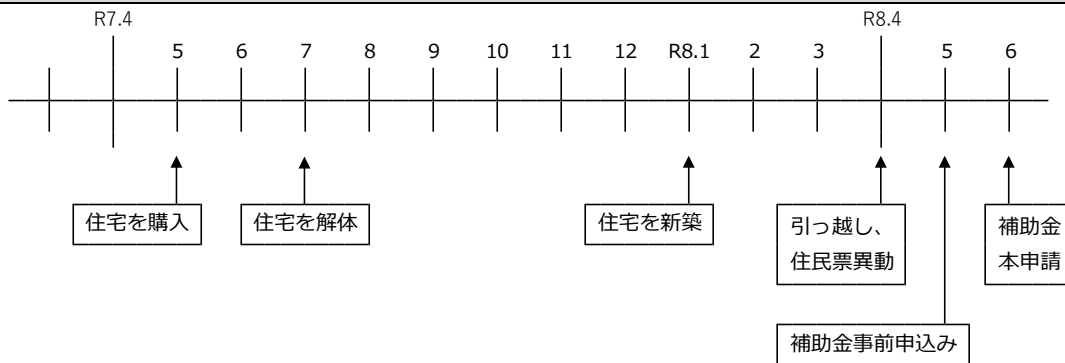 R7.4
R8.4
5
6
7
8
9
10
11
12
R8.1
2
3
5
6
住宅を購入
住宅を解体
住宅を新築
引っ越し、
住民票異動
補助金
本申請
補助金事前申込み